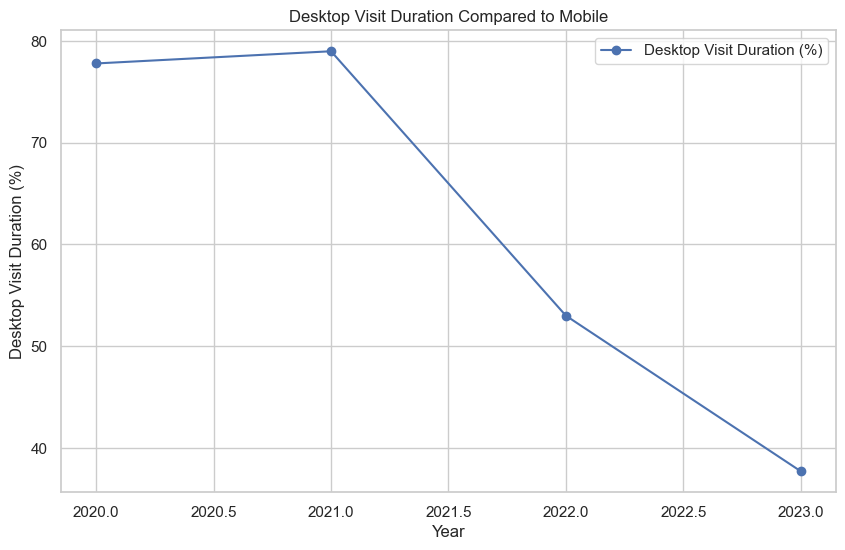 Desktop Visit Duration Compared to Mobile
Desktop Visit Duration (%)
Desktop Visit Duration (%)
80
70
60
50
40
2020.0 2020.5 2021.0 2021.5 2022.0 2022.5 2023.0
Year